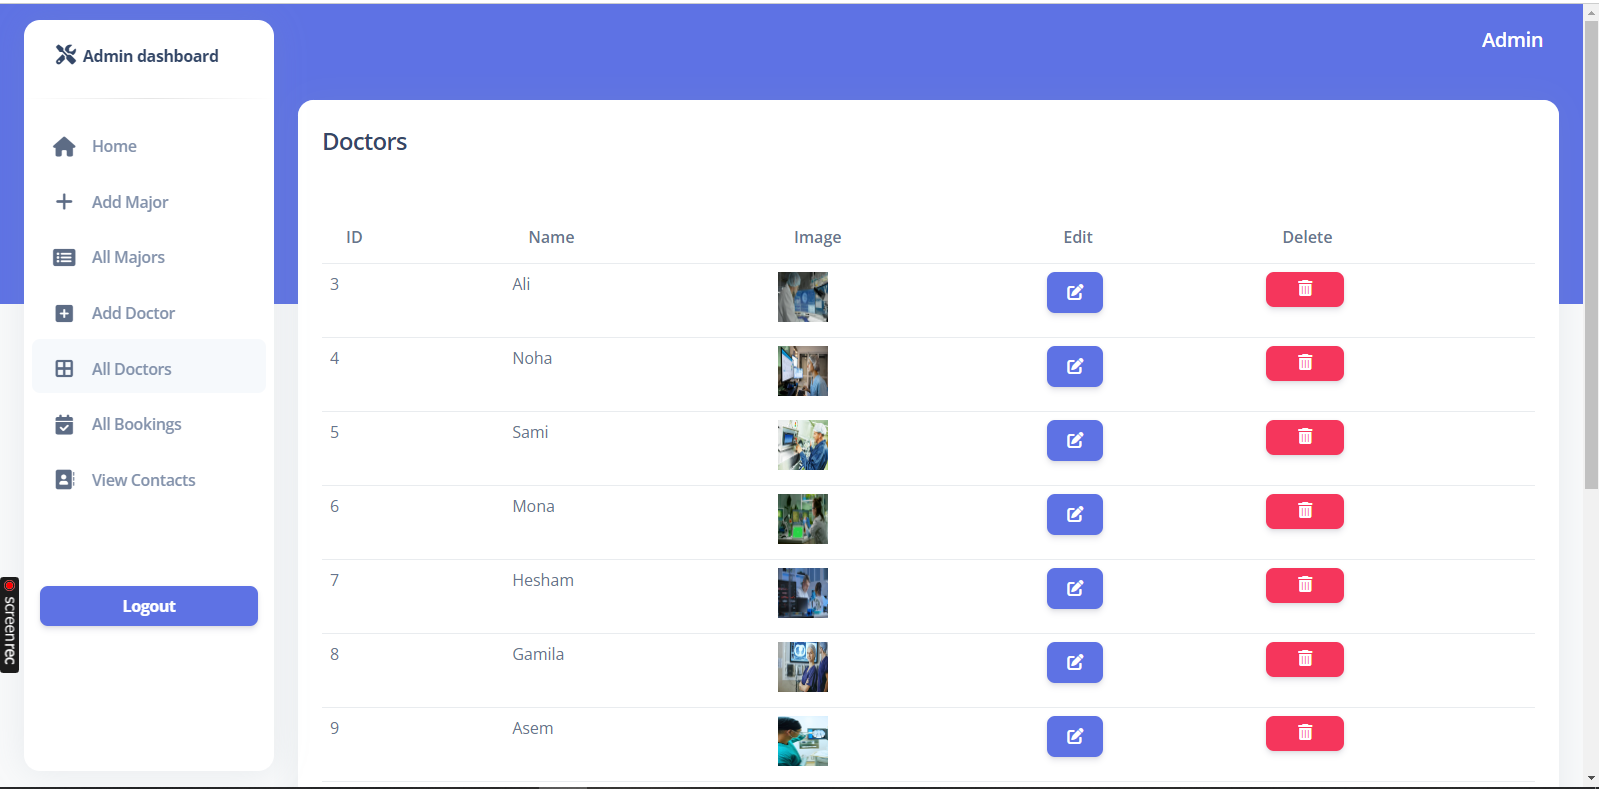 Admin dashboard
Admin
Home
Add Major
All Majors
Add Doctor
All Doctors
All Bookings
View Contacts
Logout
screenrec
Doctors
ID Name Image Edit Delete
3 Ali
4 Noha
5 Sami
6 Mona
7 Hesham
8 Gamila
9 Asem